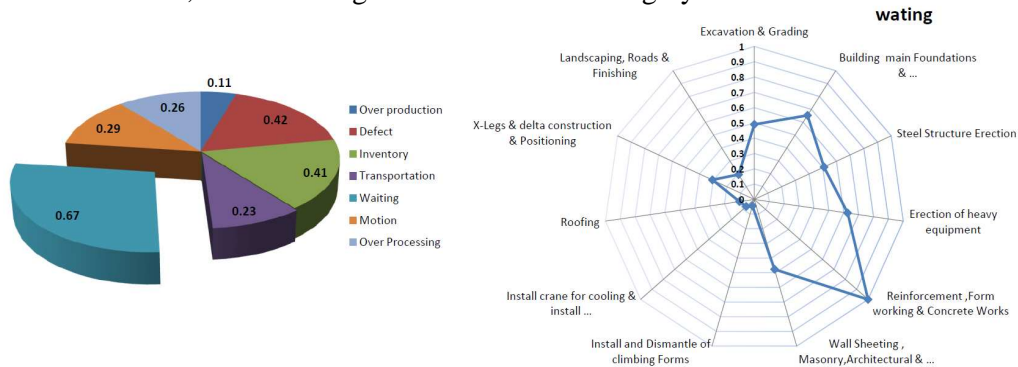 0.11
0.42
0.41
0.23
0.67
0.29
0.26
Over production
Defect
Inventory
Transportation
Waiting
Motion
Over Processing
wating
Excavation & Grading
Building main Foundations
& ...
Steel Structure Erection
Erection of heavy
equipment
Reinforcement ,Form
working & Concrete Works
Wall Sheeting ,
Masonry,Architectural & ...
Install and Dismantle of
climbing Forms
Install crane for cooling &
install ...
Roofing
X-Legs & delta construction
& Positioning
Landscaping, Roads &
Finishing
1
0.9
0.8
0.7
0.6
0.5
0.4
0.3
0.2
0.1
0